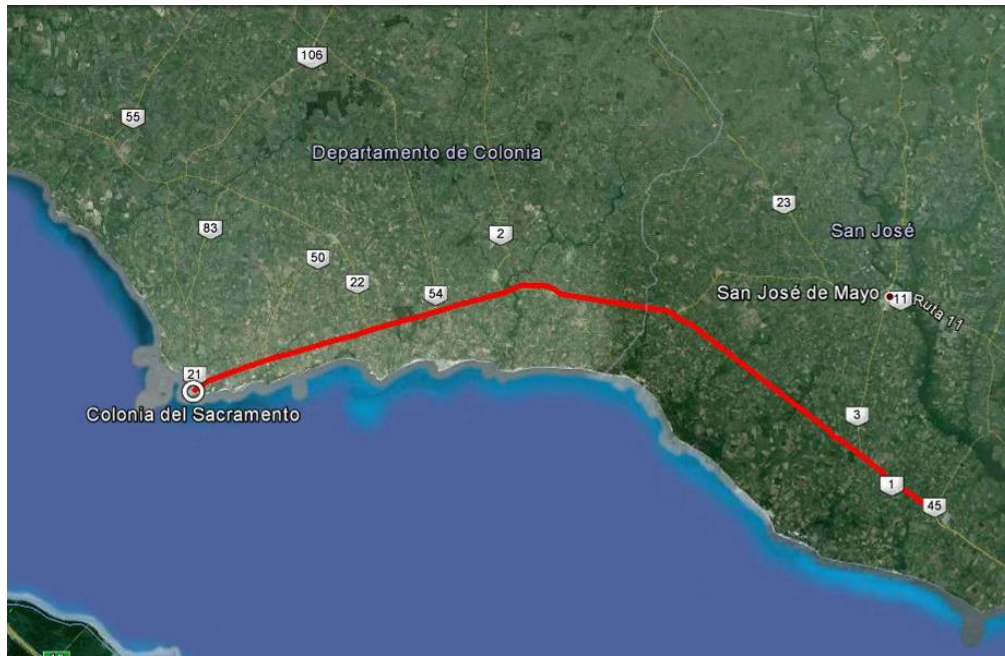 106
55
Departamento de Colonia
23
83
2
San José
50
22
54
San José de Mayo
11
Ruta 11
21
Colonia del Sacramento
3
1
45